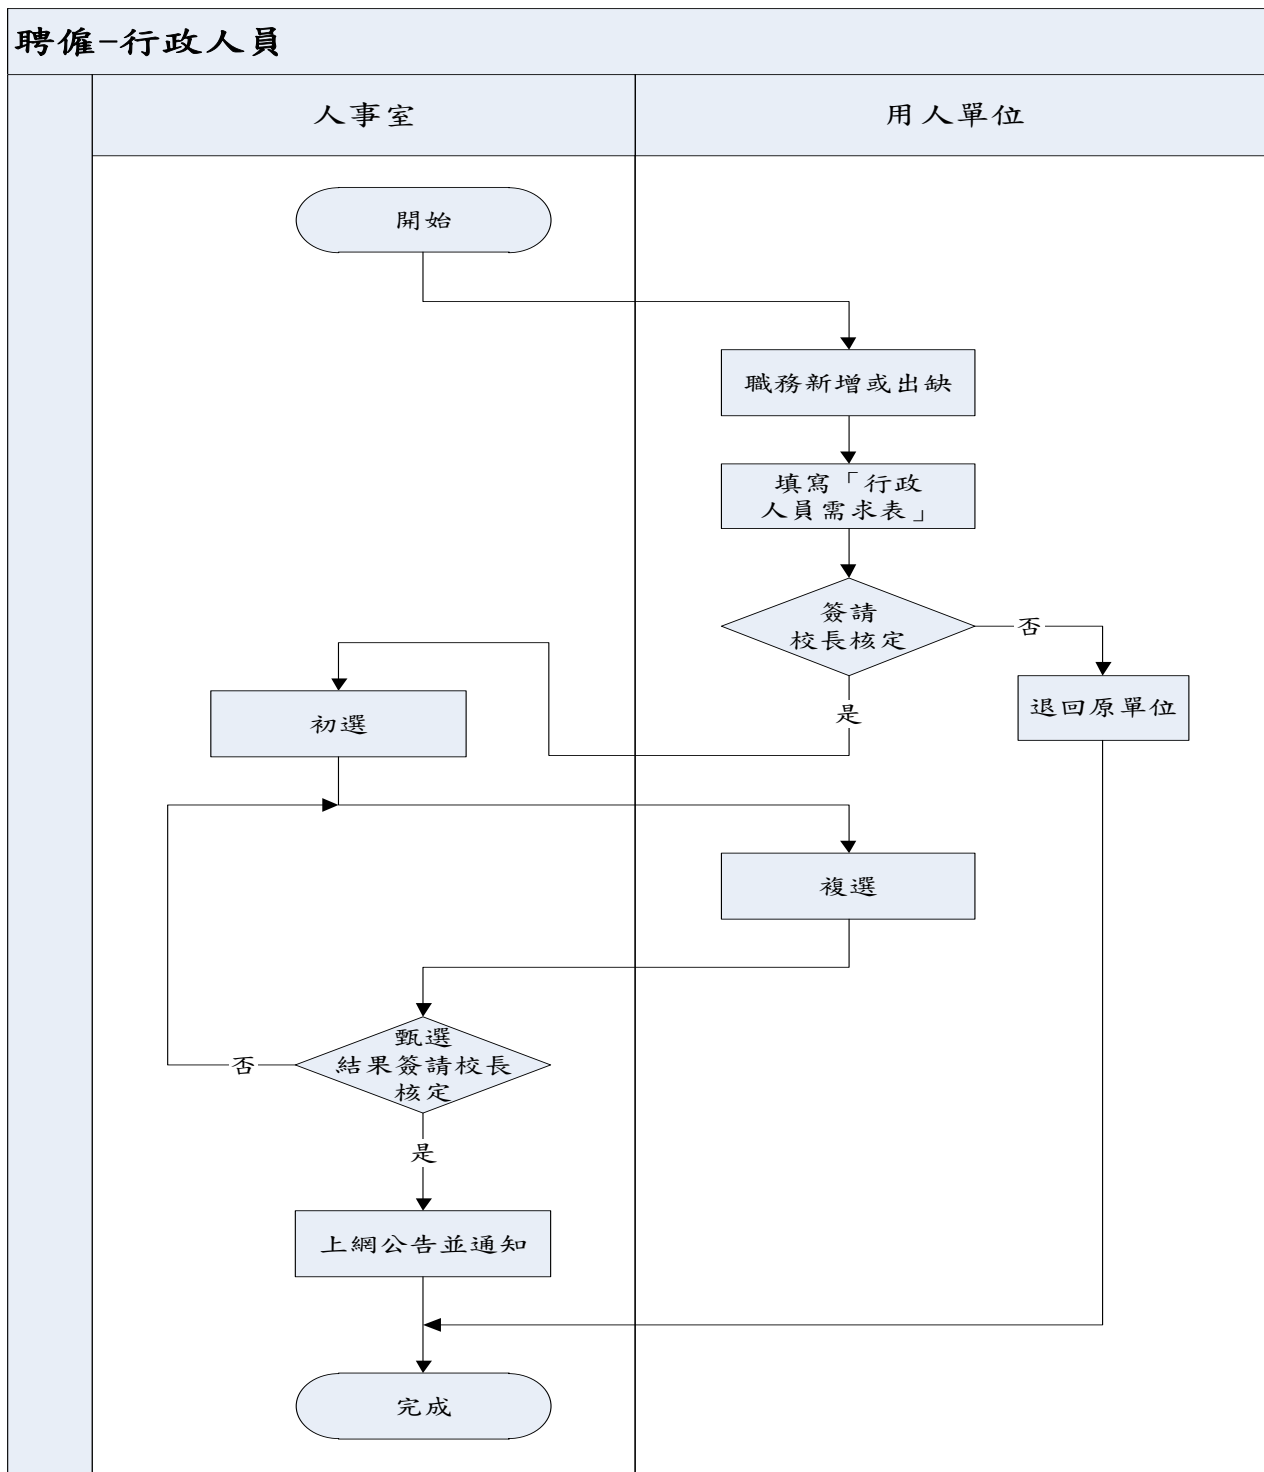 聘僱-行政人員
人事室
用人單位
開始
職務新增或出缺
填寫「行政
人員需求表」
簽請
校長核定
否
是
退回原單位
初選
複選
甄選
結果簽請校長
核定
否
是
上網公告並通知
完成